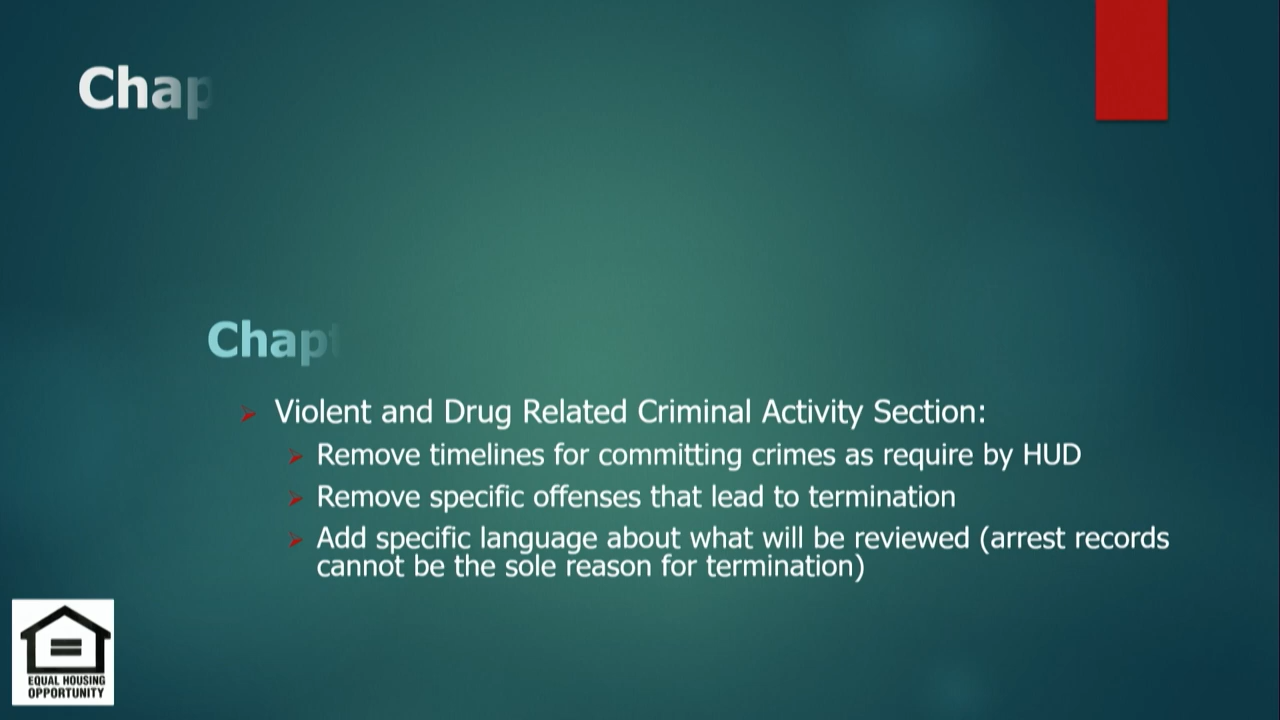 Chap
Chap
Violent and Drug Related Criminal Activity Section:
Remove timelines for committing crimes as require by HUD
Remove specific offenses that lead to termination
Add specific language about what will be reviewed (arrest records
cannot be the sole reason for termination)
EQUAL HOUSING
OPPORTUNITY